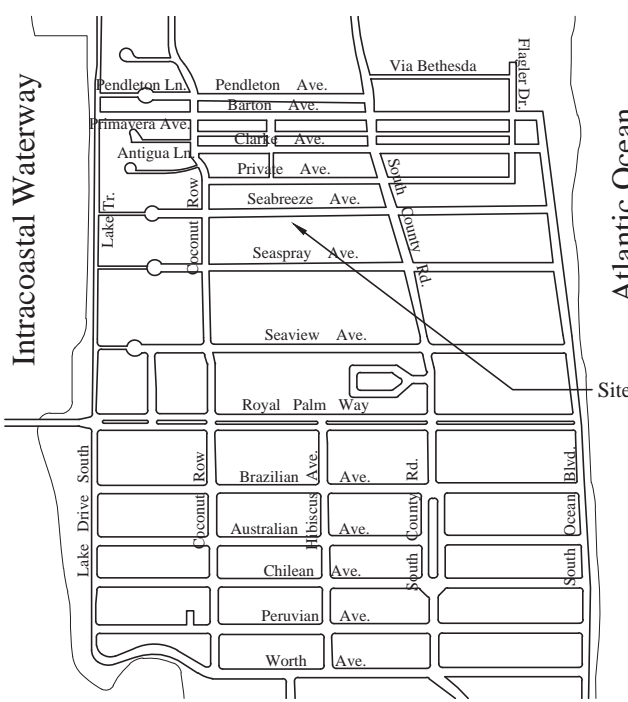 Via Bethesda
Flagler Dr.
Pendleton Ln.
Pendleton Ave.
Barton Ave.
Primavera Ave.
Clarke Ave.
Antigua Ln.
Private Ave.
Seabreeze Ave.
Lake Tr.
Coconut Row
South County Rd.
Seaspray Ave.
Intracoastal Waterway
Atlantic Ocean
Seaview Ave.
Site
Royal Palm Way
Brazilian Ave.
Lake Drive South
Coconut Row
Hibiscus Ave.
South County Rd.
South Ocean Blvd.
Australian Ave.
Chilean Ave.
Peruvian Ave.
Worth Ave.